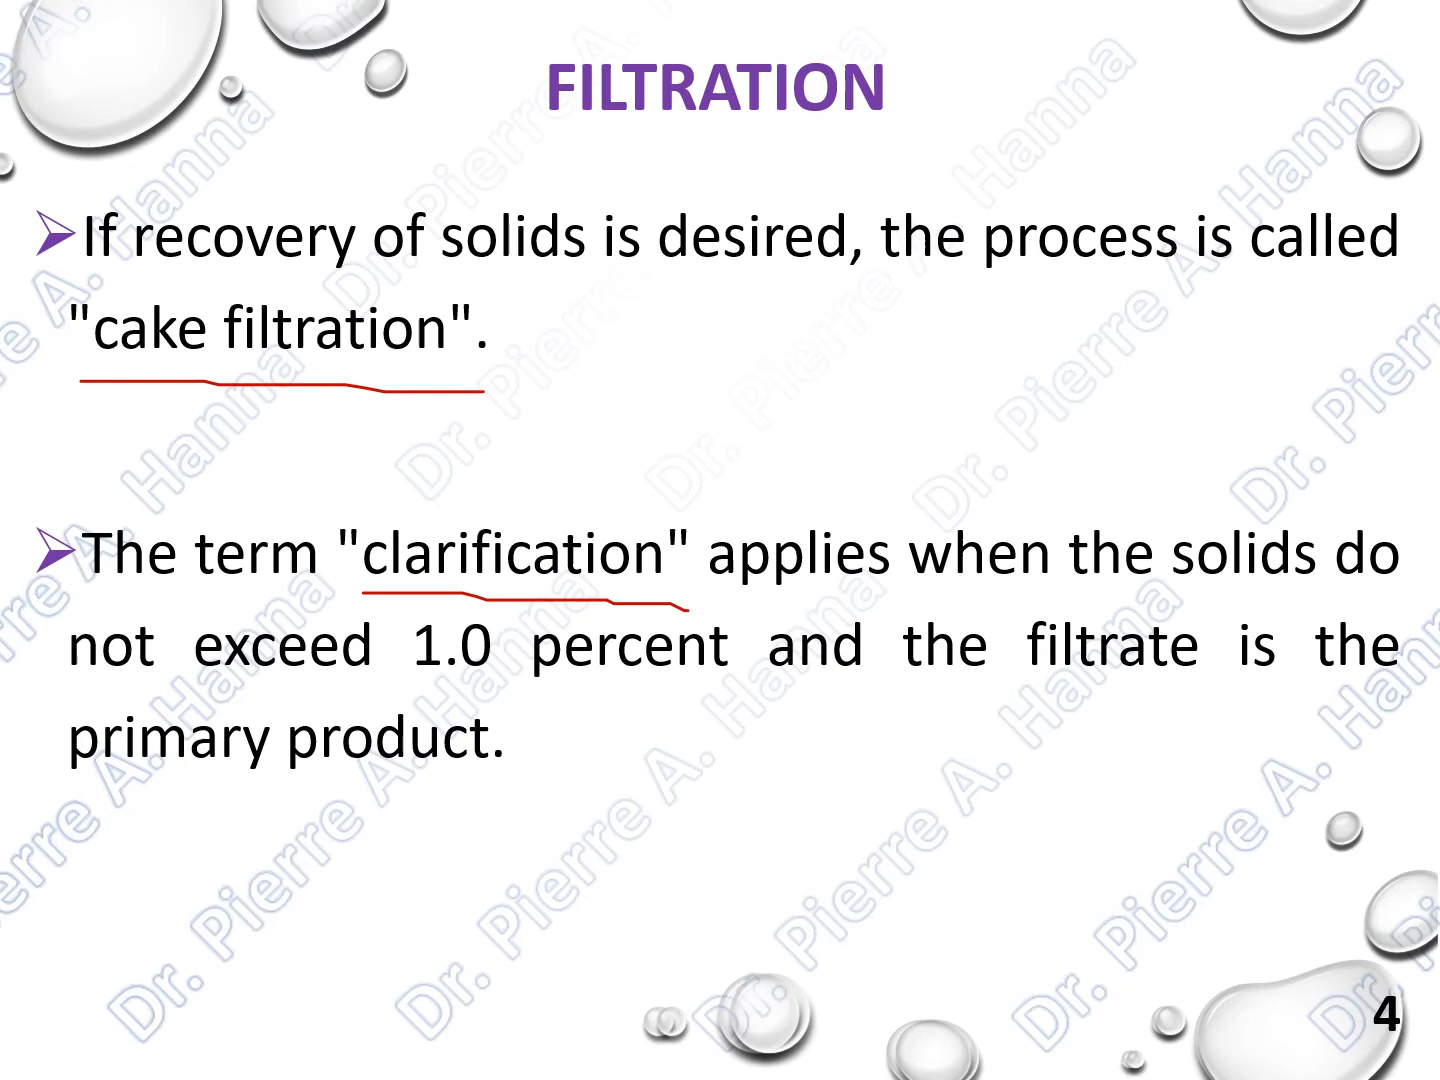 FILTRATION
➢If recovery of solids is desired, the process is called
"cake filtration".
➢The term "clarification" applies when the solids do
not exceed 1.0 percent and the filtrate is the
primary product.
4
Dr. Pierre A. Hanna